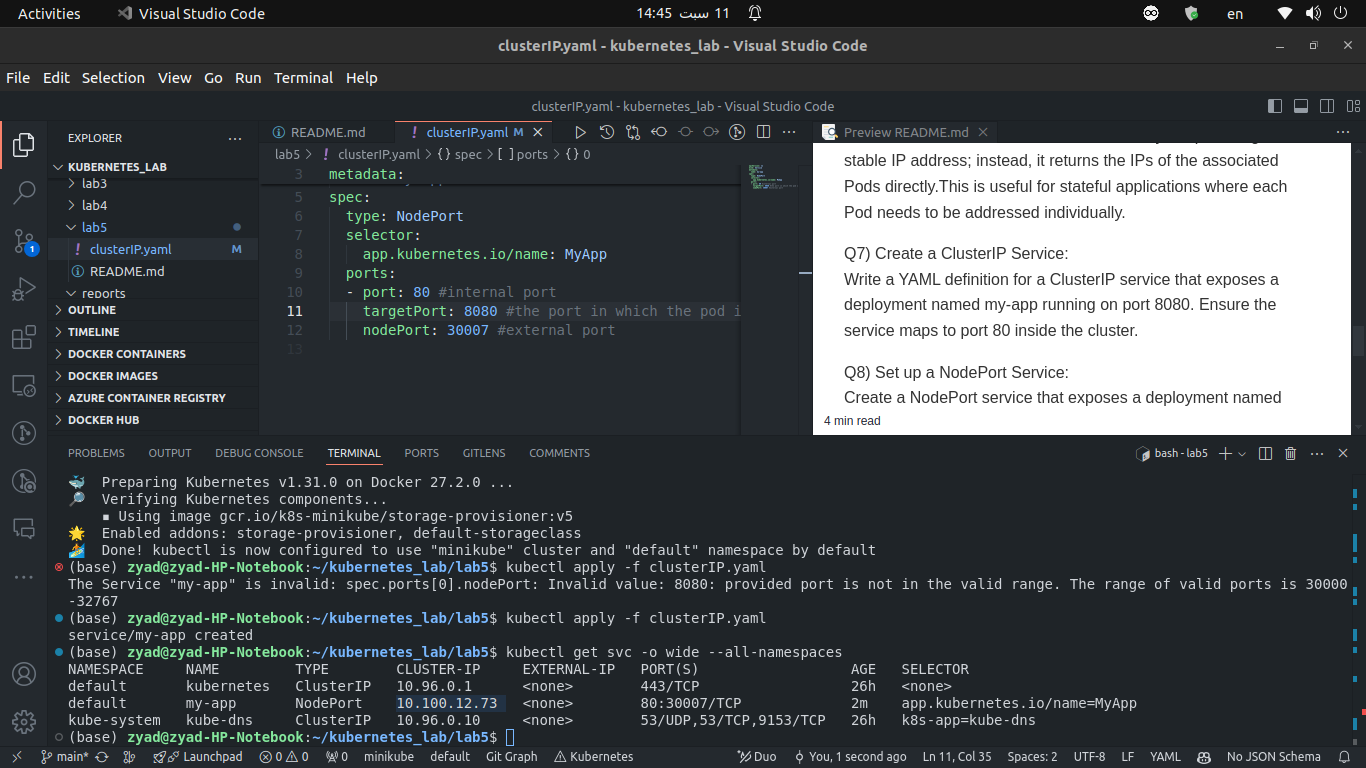 Activities Visual Studio Code 11 سبت 14:45 en
clusterIP.yaml - kubernetes_lab - Visual Studio Code
File Edit Selection View Go Run Terminal Help
clusterIP.yaml - kubernetes_lab - Visual Studio Code
EXPLORER
KUBERNETES_LAB
lab3
lab4
lab5
clusterIP.yaml M
README.md
reports
OUTLINE
TIMELINE
DOCKER CONTAINERS
DOCKER IMAGES
AZURE CONTAINER REGISTRY
DOCKER HUB
1
README.md clusterIP.yaml M
lab5 > clusterIP.yaml > {} spec > [ ] ports > {} 0
3 metadata:
5 spec:
6 type: NodePort
7 selector:
8 app.kubernetes.io/name: MyApp
9 ports:
10 - port: 80 #internal port
11 targetPort: 8080 #the port in which the pod i
12 nodePort: 30007 #external port
13
Preview README.md
stable IP address; instead, it returns the IPs of the associated
Pods directly.This is useful for stateful applications where each
Pod needs to be addressed individually.
Q7) Create a ClusterIP Service:
Write a YAML definition for a ClusterIP service that exposes a
deployment named my-app running on port 8080. Ensure the
service maps to port 80 inside the cluster.
Q8) Set up a NodePort Service:
Create a NodePort service that exposes a deployment named
4 min read
PROBLEMS OUTPUT DEBUG CONSOLE TERMINAL PORTS GITLENS COMMENTS bash - lab5
Preparing Kubernetes v1.31.0 on Docker 27.2.0 ...
Verifying Kubernetes components...
▪ Using image gcr.io/k8s-minikube/storage-provisioner:v5
Enabled addons: storage-provisioner, default-storageclass
Done! kubectl is now configured to use "minikube" cluster and "default" namespace by default
(base) zyad@zyad-HP-Notebook:~/kubernetes_lab/lab5$ kubectl apply -f clusterIP.yaml
The Service "my-app" is invalid: spec.ports[0].nodePort: Invalid value: 8080: provided port is not in the valid range. The range of valid ports is 30000
-32767
(base) zyad@zyad-HP-Notebook:~/kubernetes_lab/lab5$ kubectl apply -f clusterIP.yaml
service/my-app created
(base) zyad@zyad-HP-Notebook:~/kubernetes_lab/lab5$ kubectl get svc -o wide --all-namespaces
NAMESPACE NAME TYPE CLUSTER-IP EXTERNAL-IP PORT(S) AGE SELECTOR
default kubernetes ClusterIP 10.96.0.1 <none> 443/TCP 26h <none>
default my-app NodePort 10.100.12.73 <none> 80:30007/TCP 2m app.kubernetes.io/name=MyApp
kube-system kube-dns ClusterIP 10.96.0.10 <none> 53/UDP,53/TCP,9153/TCP 26h k8s-app=kube-dns
(base) zyad@zyad-HP-Notebook:~/kubernetes_lab/lab5$
main* Launchpad 0 0 0 minikube default Git Graph Kubernetes Duo You, 1 second ago Ln 11, Col 35 Spaces: 2 UTF-8 LF YAML No JSON Schema